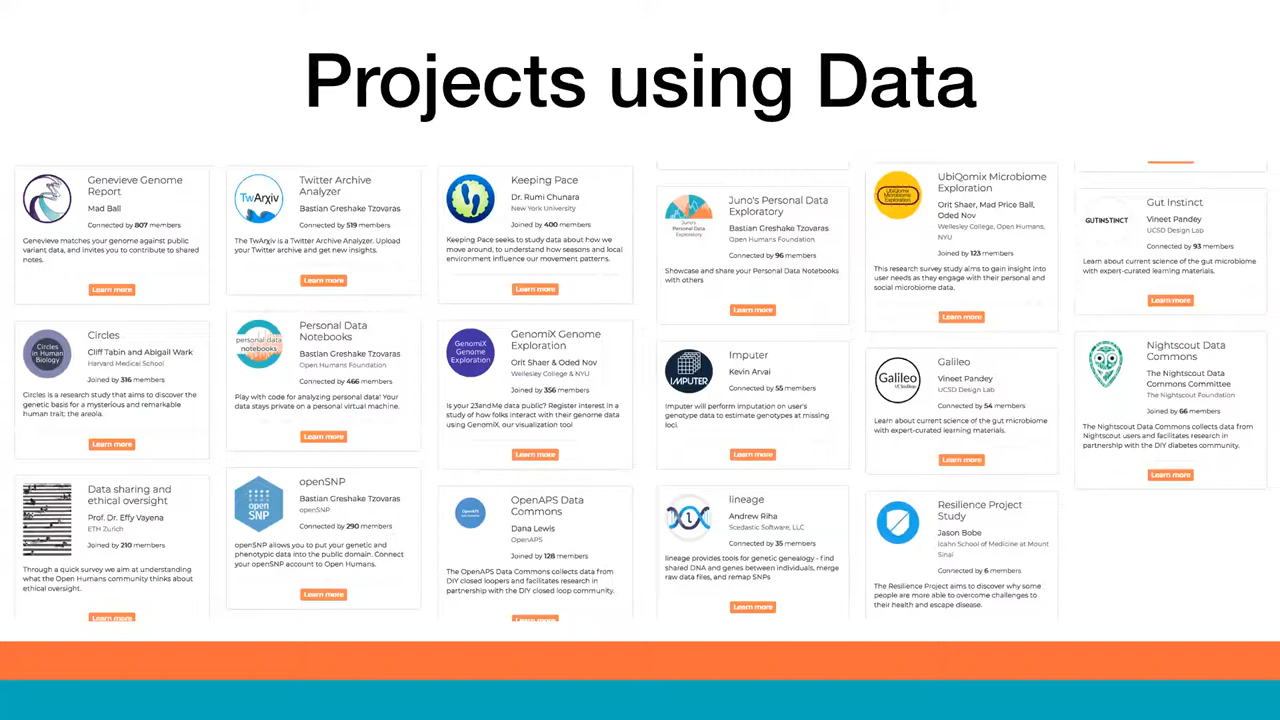 Projects using Data
Genevieve Genome
Report
Mad Ball
Connected by 807 members
Genevieve matches your genome against public
variant data, and invites you to contribute to shared
notes.
Learn more
Circles
in Human
Biology
Circles
Cliff Tabin and Abigail Wark
Harvard Medical School
Joined by 316 members
Circles is a research study that aims to discover the
genetic basis for a mysterious and remarkable
human trait; the areola.
Learn more
Data sharing and
ethical oversight
Prof. Dr. Effy Vayena
ETH Zurich
Joined by 210 members
Through a quick survey we aim at understanding
what the Open Humans community thinks about
ethical oversight.
Learn more
TwArχiv
Twitter Archive
Analyzer
Bastian Greshake Tzovaras
Connected by 519 members
The TwArxiv is a Twitter Archive Analyzer. Upload
your Twitter archive and get new insights.
Learn more
personal data
notebooks
Personal Data
Notebooks
Bastian Greshake Tzovaras
Open Humans Foundation
Connected by 466 members
Play with code for analyzing personal data! Your
data stays private on a personal virtual machine.
Learn more
open
SNP
openSNP
Bastian Greshake Tzovaras
openSNP
Connected by 290 members
openSNP allows you to put your genetic and
phenotypic data into the public domain. Connect
your openSNP account to Open Humans.
Learn more
Keeping Pace
Dr. Rumi Chunara
New York University
Joined by 400 members
Keeping Pace seeks to study data about how we
move around, to understand how seasons and local
environment influence our movement patterns.
Learn more
GenomiX
Genome
Exploration
GenomiX Genome
Exploration
Orit Shaer & Oded Nov
Wellesley College & NYU
Joined by 356 members
Is your 23andMe data public? Register interest in a
study of how folks interact with their genome data
using GenomiX, our visualization tool
Learn more
OpenAPS
OpenAPS Data
Commons
Dana Lewis
OpenAPS
Joined by 128 members
The OpenAPS Data Commons collects data from
DIY closed loopers and facilitates research in
partnership with the DIY closed loop community.
Learn more
Juno's
Personal Data
Exploratory
Juno's Personal Data
Exploratory
Bastian Greshake Tzovaras
Open Humans Foundation
Connected by 96 members
Showcase and share your Personal Data Notebooks
with others
Learn more
IMPUTER
Imputer
Kevin Arvai
Connected by 55 members
Imputer will perform imputation on user's
genotype data to estimate genotypes at missing
loci.
Learn more
lineage
Andrew Riha
Scedastic Software, LLC
Connected by 35 members
lineage provides tools for genetic genealogy - find
shared DNA and genes between individuals, merge
raw data files, and remap SNPs
Learn more
UbiQomix
Microbiome
Exploration
UbiQomix Microbiome
Exploration
Orit Shaer, Mad Price Ball,
Oded Nov
Wellesley College, Open Humans,
NYU
Joined by 123 members
This research survey study aims to gain insight into
user needs as they engage with their personal and
social microbiome data.
Learn more
Galileo
Galileo
Vineet Pandey
UCSD Design Lab
Connected by 54 members
Learn about current science of the gut microbiome
with expert-curated learning materials.
Learn more
Resilience Project
Study
Jason Bobe
Icahn School of Medicine at Mount
Sinai
Connected by 6 members
The Resilience Project aims to discover why some
people are more able to overcome challenges to
their health and escape disease.
GUTINSTINCT
Gut Instinct
Vineet Pandey
UCSD Design Lab
Connected by 93 members
Learn about current science of the gut microbiome
with expert-curated learning materials.
Learn more
Nightscout Data
Commons
The Nightscout Data
Commons Committee
The Nightscout Foundation
Joined by 66 members
The Nightscout Data Commons collects data from
Nightscout users and facilitates research in
partnership with the DIY diabetes community.
Learn more